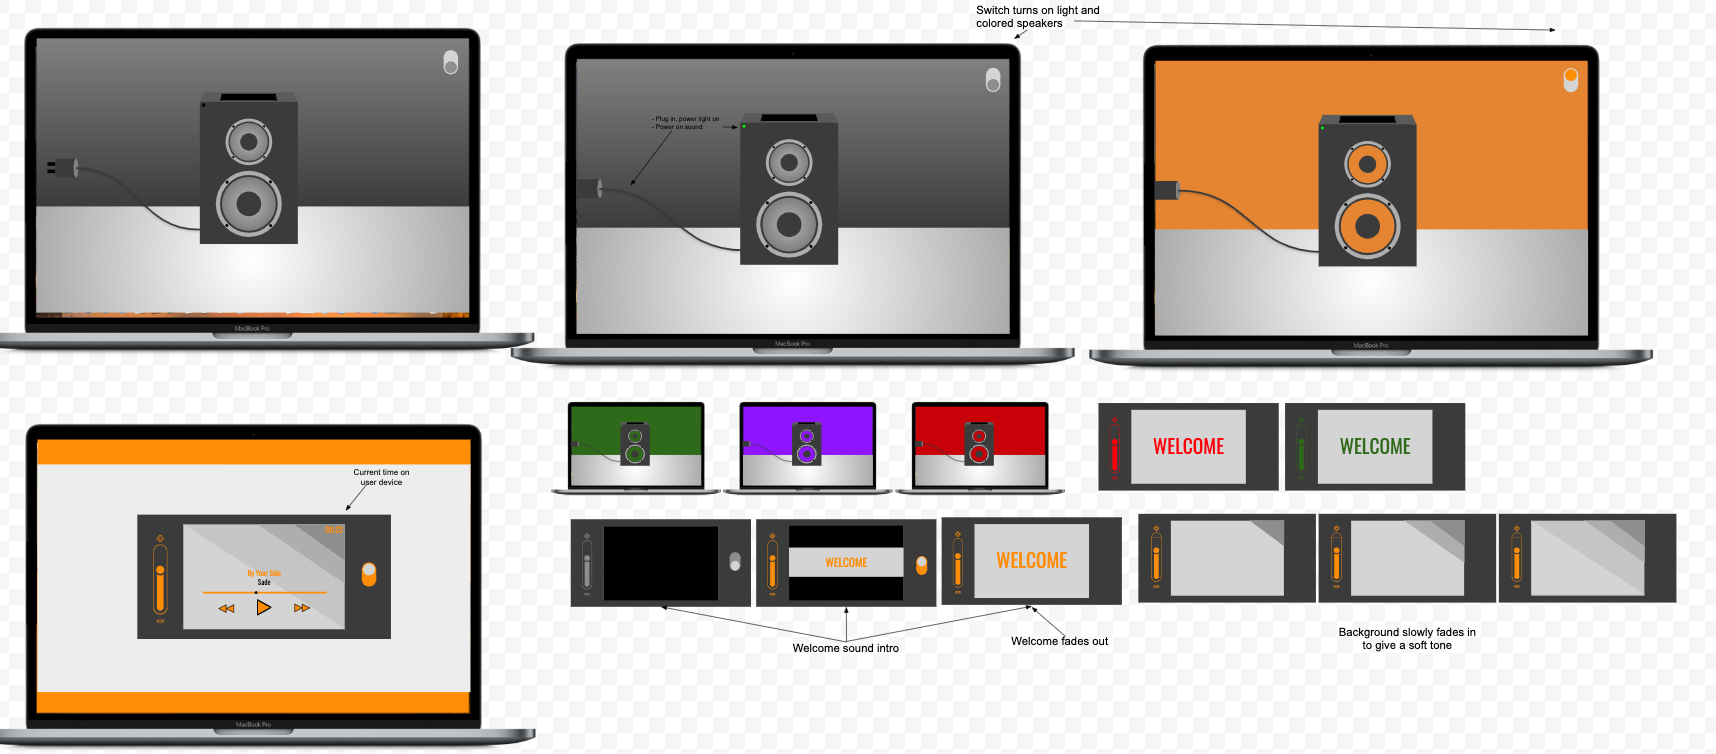 Switch turns on light and
colored speakers
- Plug in, power light on
- Power on sound
MacBook Pro
MacBook Pro
MacBook Pro
Current time on
user device
By Your Side
Sade
MacBook Pro
WELCOME
WELCOME
WELCOME
WELCOME
Welcome sound intro
Welcome fades out
Background slowly fades in
to give a soft tone